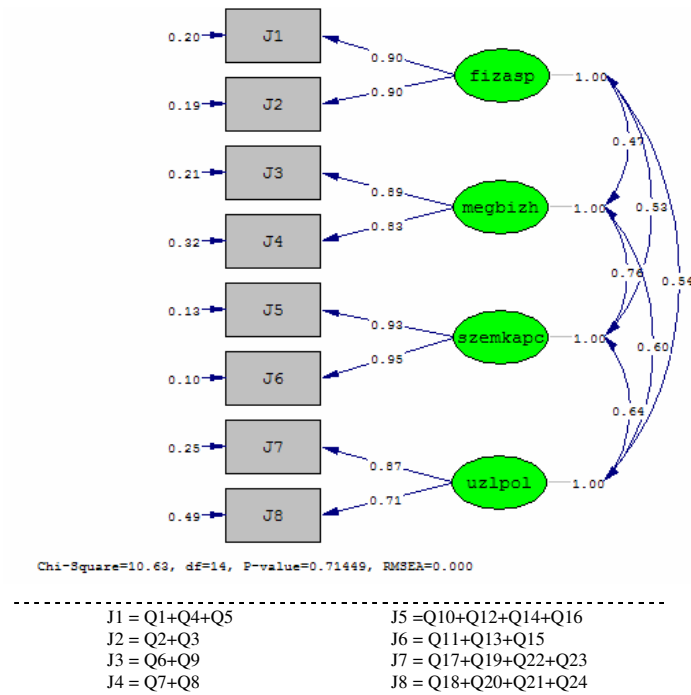 0.20 J1
0.90
fizasp 1.00
0.19 J2
0.90
0.47
0.21 J3
0.89
megbizh 1.00
0.53
0.32 J4
0.83
0.76
0.54
0.13 J5
0.93
szemkapc 1.00
0.60
0.10 J6
0.95
0.64
0.25 J7
0.87
uzlpol 1.00
0.49 J8
0.71
Chi-Square=10.63, df=14, P-value=0.71449, RMSEA=0.000
J1 = Q1+Q4+Q5
J2 = Q2+Q3
J3 = Q6+Q9
J4 = Q7+Q8
J5 =Q10+Q12+Q14+Q16
J6 = Q11+Q13+Q15
J7 = Q17+Q19+Q22+Q23
J8 = Q18+Q20+Q21+Q24